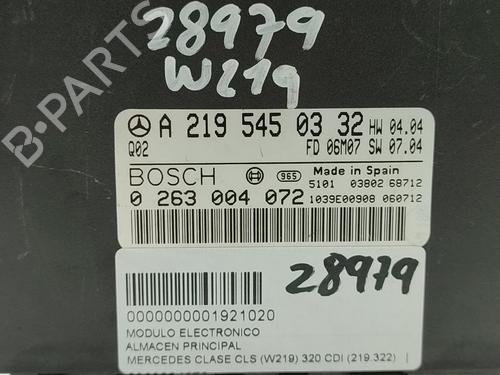 B-PARTS
28979
W219
A 219 545 03 32 HW 04.04
Q02 FD 06M07 SW 07.04
BOSCH 965 Made in Spain
5101 03802 68712
0 263 004 072 1039E00908 060712
28979
0000000001921020
MODULO ELECTRONICO
ALMACEN PRINCIPAL
MERCEDES CLASE CLS (W219) 320 CDI (219.322) |